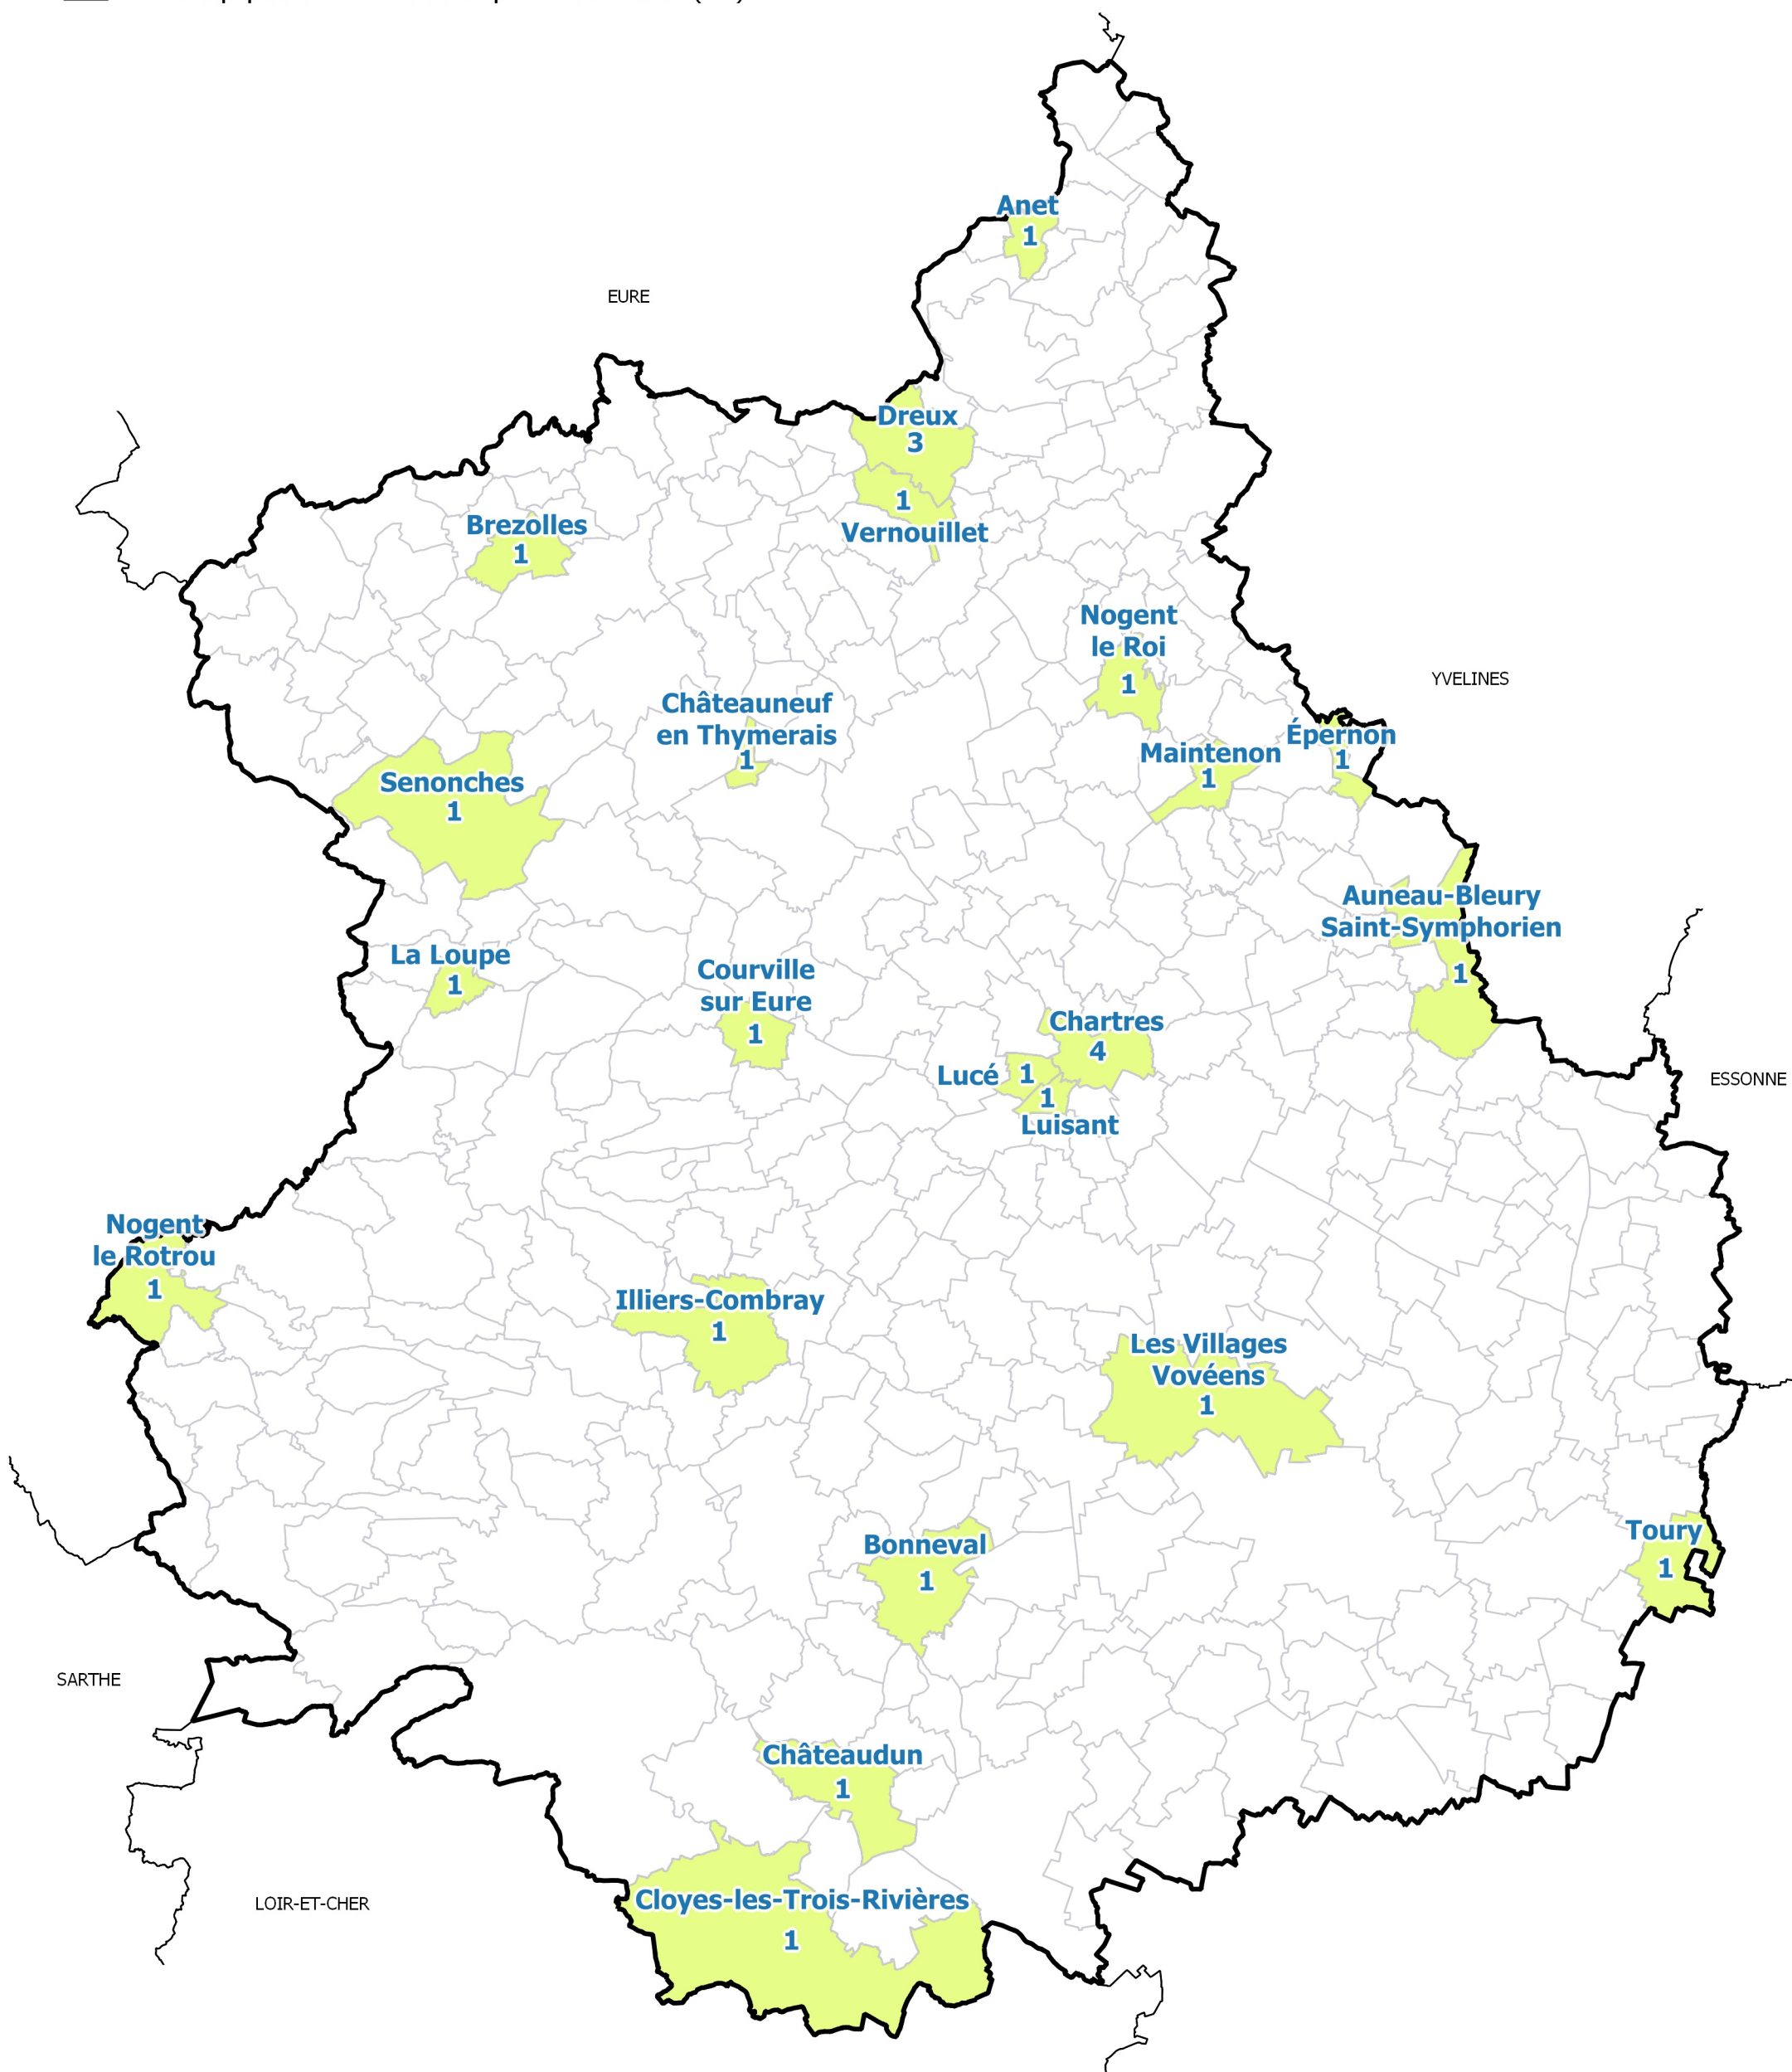 Anet
1
EURE
Dreux
3
1
Vernouillet
Brezolles
1
Nogent
le Roi
1
YVELINES
Châteauneuf
en Thymerais
1
Épernon
1
Maintenon
1
Senonches
1
Auneau-Bleury
Saint-Symphorien
1
La Loupe
1
Courville
sur Eure
1
Chartres
4
Lucé 1
1
Luisant
ESSONNE
Nogent
le Rotrou
1
Illiers-Combray
1
Les Villages
Vovéens
1
Toury
1
Bonneval
1
SARTHE
Châteaudun
1
LOIR-ET-CHER
Cloyes-les-Trois-Rivières
1